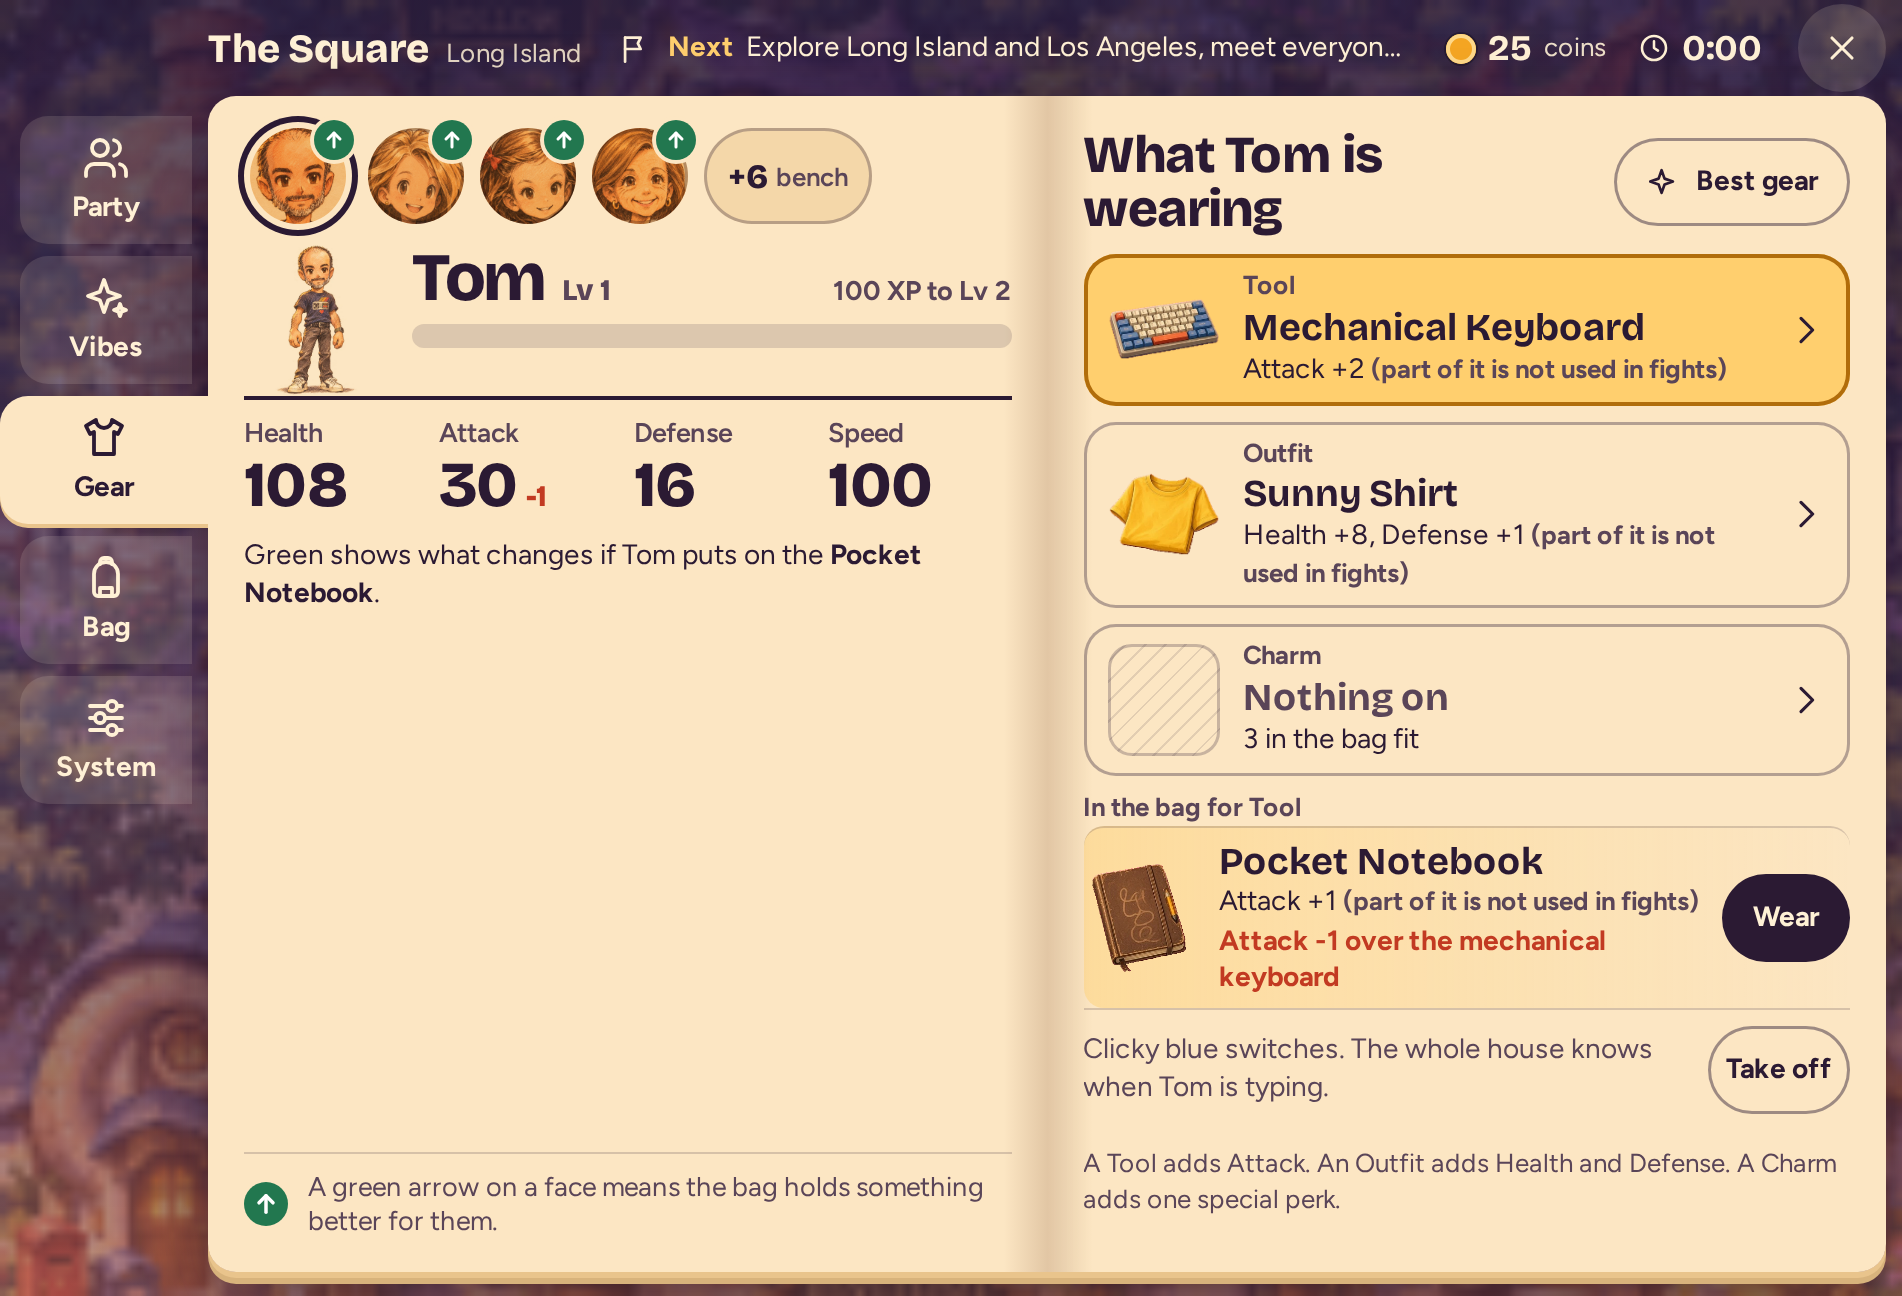 The Square Long Island
Next Explore Long Island and Los Angeles, meet everyon...
25 coins
0:00
Party
Vibes
Gear
Bag
System
+6 bench
Tom Lv 1
100 XP to Lv 2
Health
108
Attack
30 -1
Defense
16
Speed
100
Green shows what changes if Tom puts on the Pocket
Notebook.
A green arrow on a face means the bag holds something
better for them.
What Tom is
wearing
Best gear
Tool
Mechanical Keyboard
Attack +2 (part of it is not used in fights)
Outfit
Sunny Shirt
Health +8, Defense +1 (part of it is not
used in fights)
Charm
Nothing on
3 in the bag fit
In the bag for Tool
Pocket Notebook
Attack +1 (part of it is not used in fights)
Attack -1 over the mechanical
keyboard
Wear
Clicky blue switches. The whole house knows
when Tom is typing.
Take off
A Tool adds Attack. An Outfit adds Health and Defense. A Charm
adds one special perk.